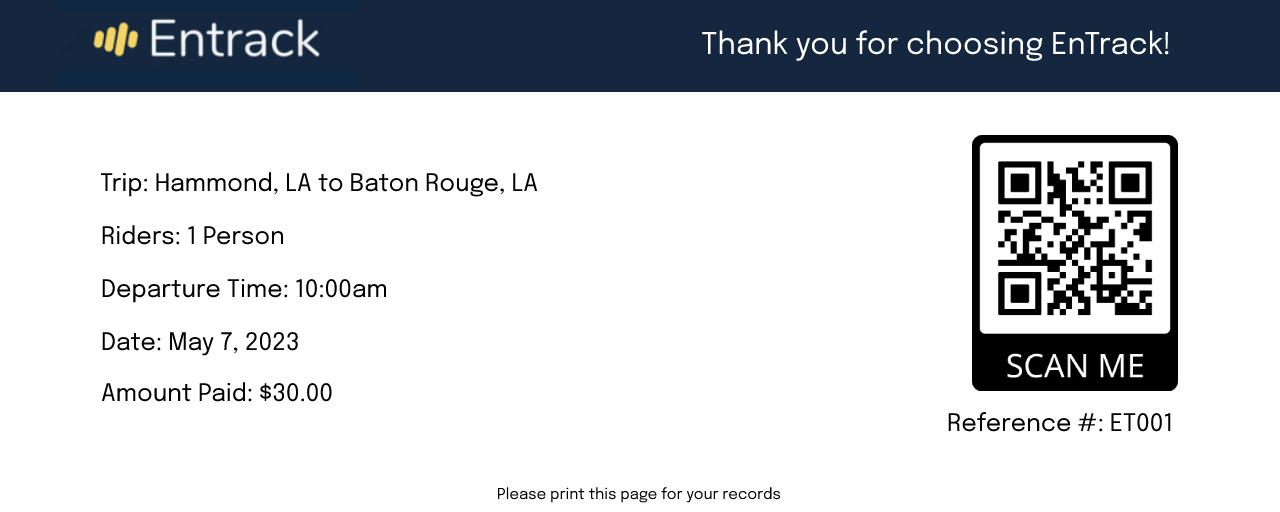 Entrack
Thank you for choosing EnTrack!
Trip: Hammond, LA to Baton Rouge, LA
Riders: 1 Person
Departure Time: 10:00am
Date: May 7, 2023
Amount Paid: $30.00
SCAN ME
Reference #: ET001
Please print this page for your records